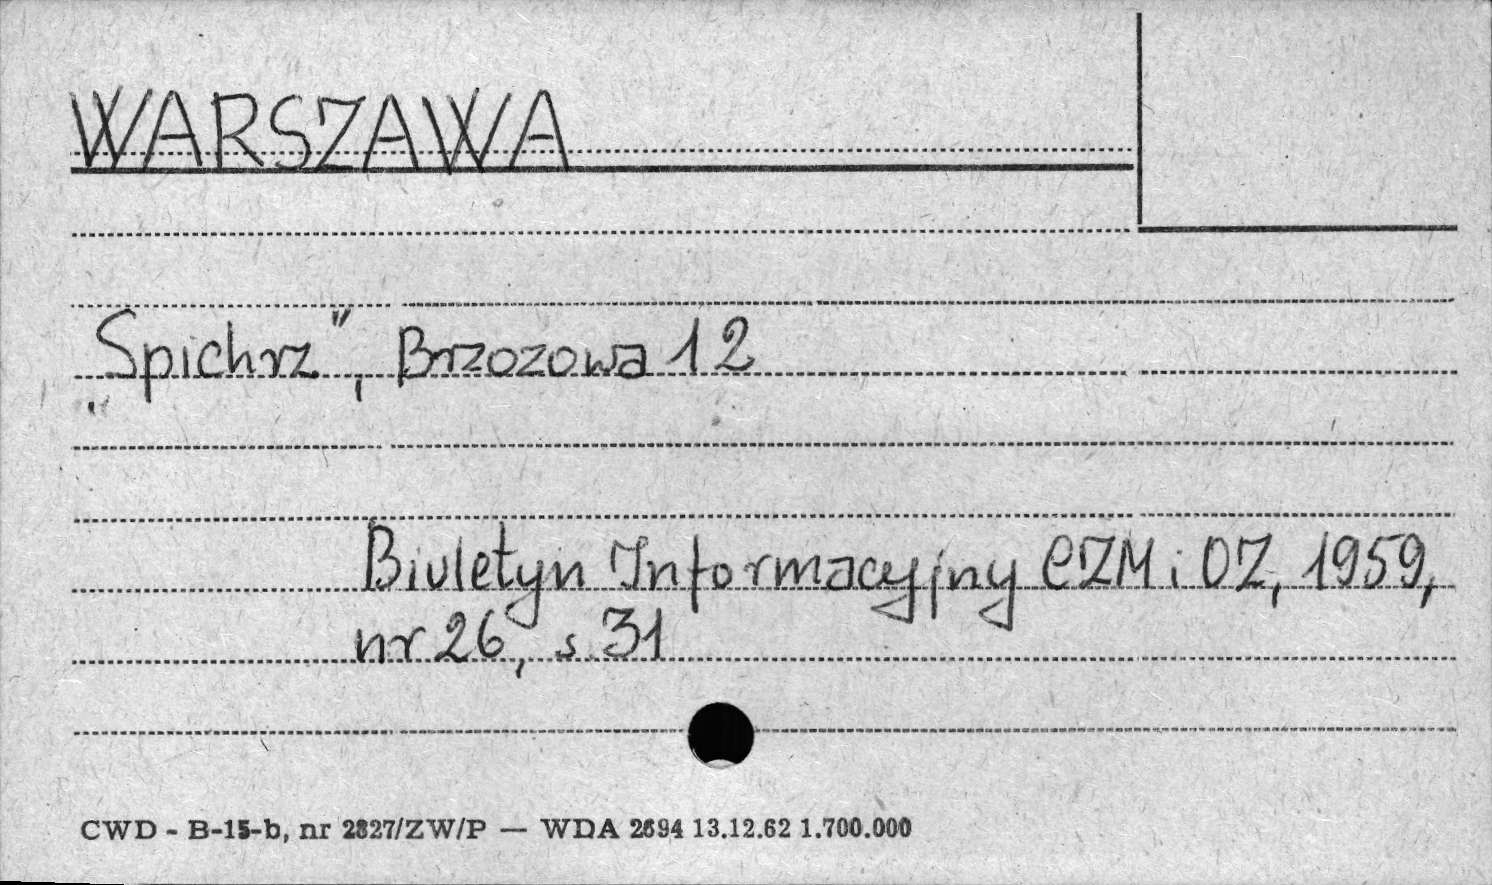 WARSZAWA
„Spichrz”, Brzozowa 12
Biuletyn Informacyjny CZM i OZ, 1959,
nr 26, s. 31
CWD - B-15-b, nr 2827/ZW/P — WDA 2694 13.12.62 1.700.000